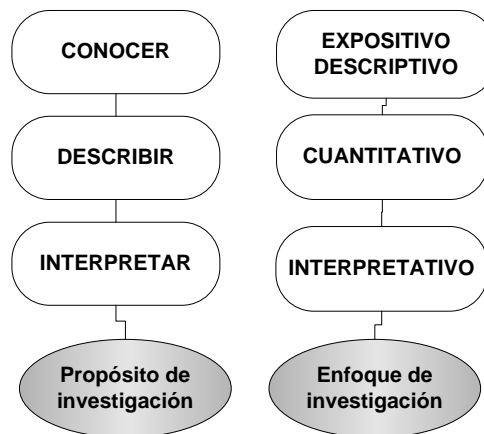 CONOCER
DESCRIBIR
INTERPRETAR
Propósito de
investigación
EXPOSITIVO
DESCRIPTIVO
CUANTITATIVO
INTERPRETATIVO
Enfoque de
investigación